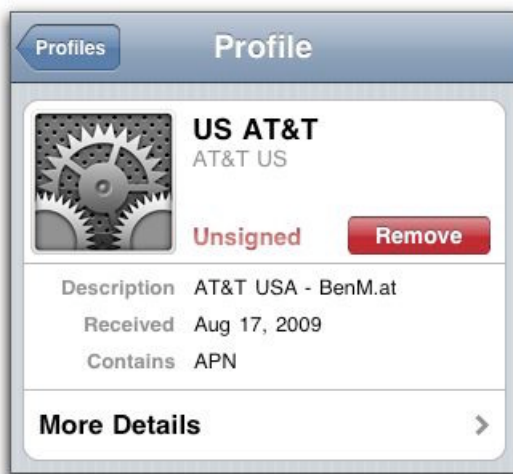 Profiles
Profile
US AT&T
AT&T US
Unsigned
Remove
Description AT&T USA - BenM.at
Received Aug 17, 2009
Contains APN
More Details